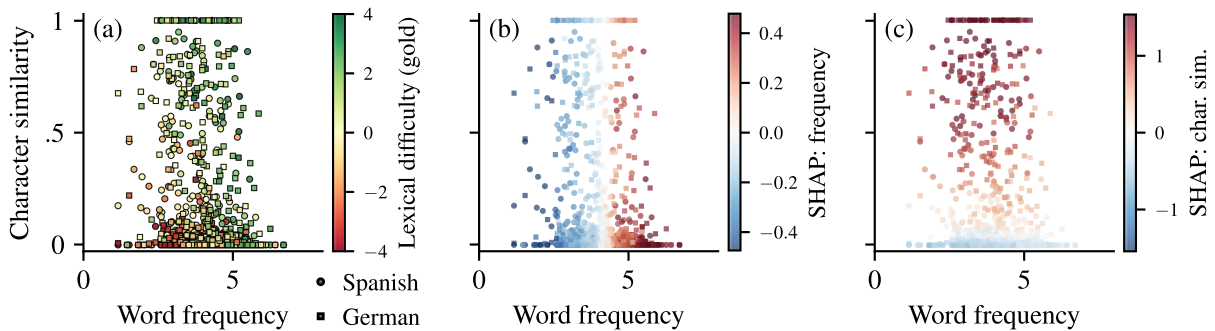 (a)
Character similarity
1
.5
0
0
5
Word frequency
4
2
0
−2
−4
Lexical difficulty (gold)
Spanish
German
(b)
0
5
Word frequency
0.4
0.2
0.0
−0.2
−0.4
SHAP: frequency
(c)
0
5
Word frequency
1
0
−1
SHAP: char. sim.